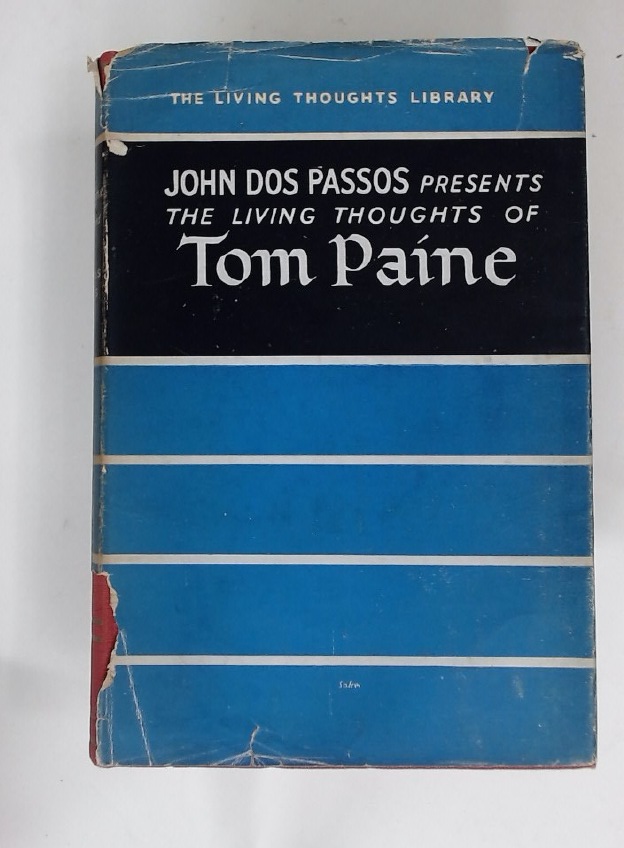 THE LIVING THOUGHTS LIBRARY
JOHN DOS PASSOS PRESENTS
THE LIVING THOUGHTS OF
Tom Paine